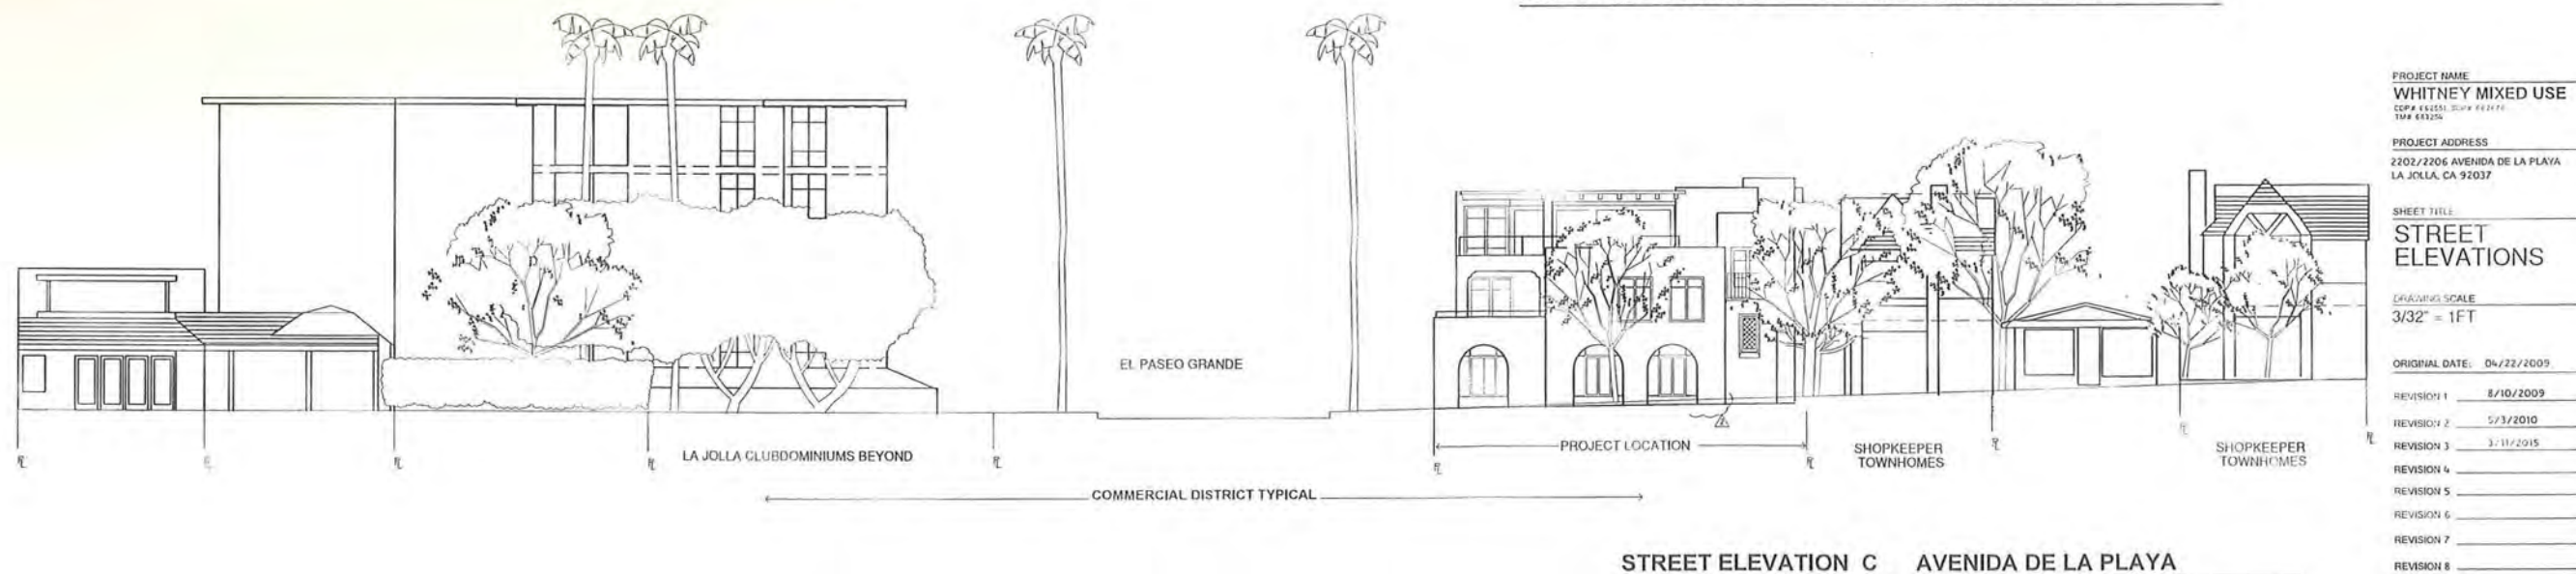 EL PASEO GRANDE
LA JOLLA CLUBDOMINIUMS BEYOND
PROJECT LOCATION
SHOPKEEPER
TOWNHOMES
SHOPKEEPER
TOWNHOMES
COMMERCIAL DISTRICT TYPICAL
STREET ELEVATION C AVENIDA DE LA PLAYA
PROJECT NAME
WHITNEY MIXED USE
PROJECT ADDRESS
2202/2206 AVENIDA DE LA PLAYA
LA JOLLA, CA 92037
SHEET TITLE
STREET
ELEVATIONS
DRAWING SCALE
3/32" = 1FT
ORIGINAL DATE: 04/22/2009
REVISION 1 8/10/2009
REVISION 2 5/3/2010
REVISION 3 3/11/2015
REVISION 4
REVISION 5
REVISION 6
REVISION 7
REVISION 8